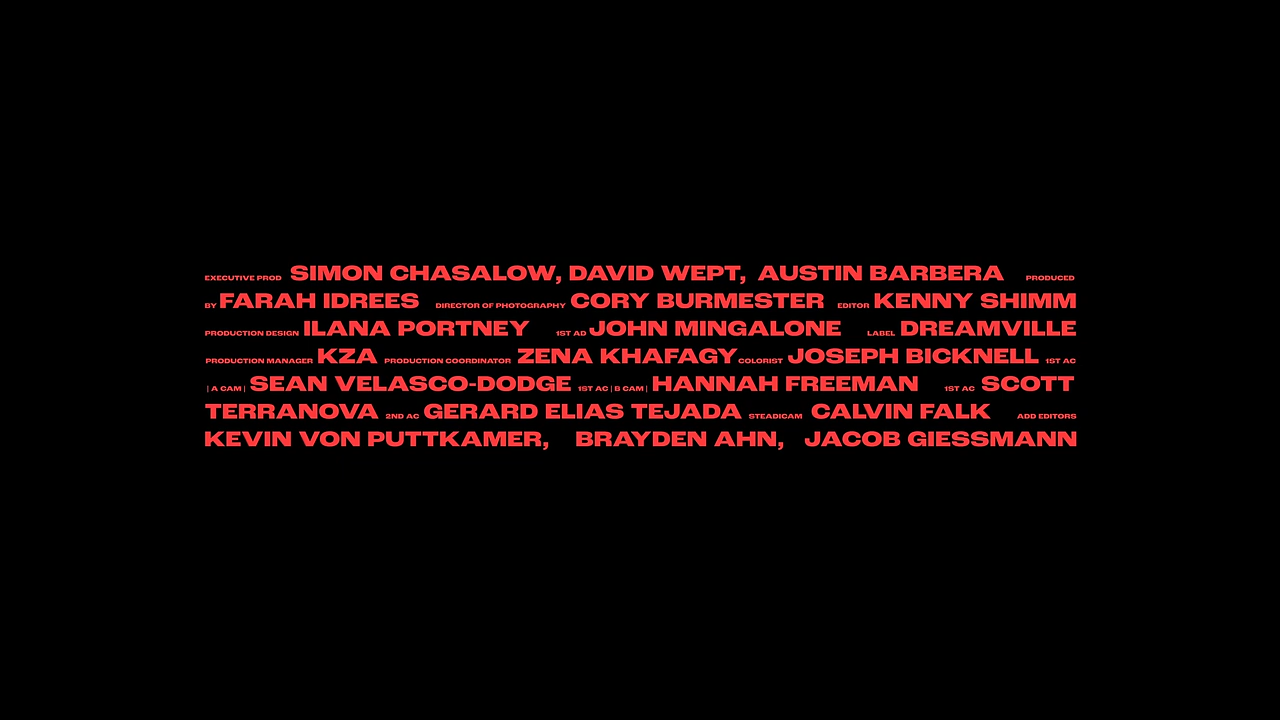 EXECUTIVE PROD SIMON CHASALOW, DAVID WEPT, AUSTIN BARBERA PRODUCED
BY FARAH IDREES DIRECTOR OF PHOTOGRAPHY CORY BURMESTER EDITOR KENNY SHIMM
PRODUCTION DESIGN ILANA PORTNEY 1ST AD JOHN MINGALONE LABEL DREAMVILLE
PRODUCTION MANAGER KZA PRODUCTION COORDINATOR ZENA KHAFAGY COLORIST JOSEPH BICKNELL 1ST AC
| A CAM | SEAN VELASCO-DODGE 1ST AC | B CAM | HANNAH FREEMAN 1ST AC SCOTT
TERRANOVA 2ND AC GERARD ELIAS TEJADA STEADICAM CALVIN FALK ADD EDITORS
KEVIN VON PUTTKAMER, BRAYDEN AHN, JACOB GIESSMANN